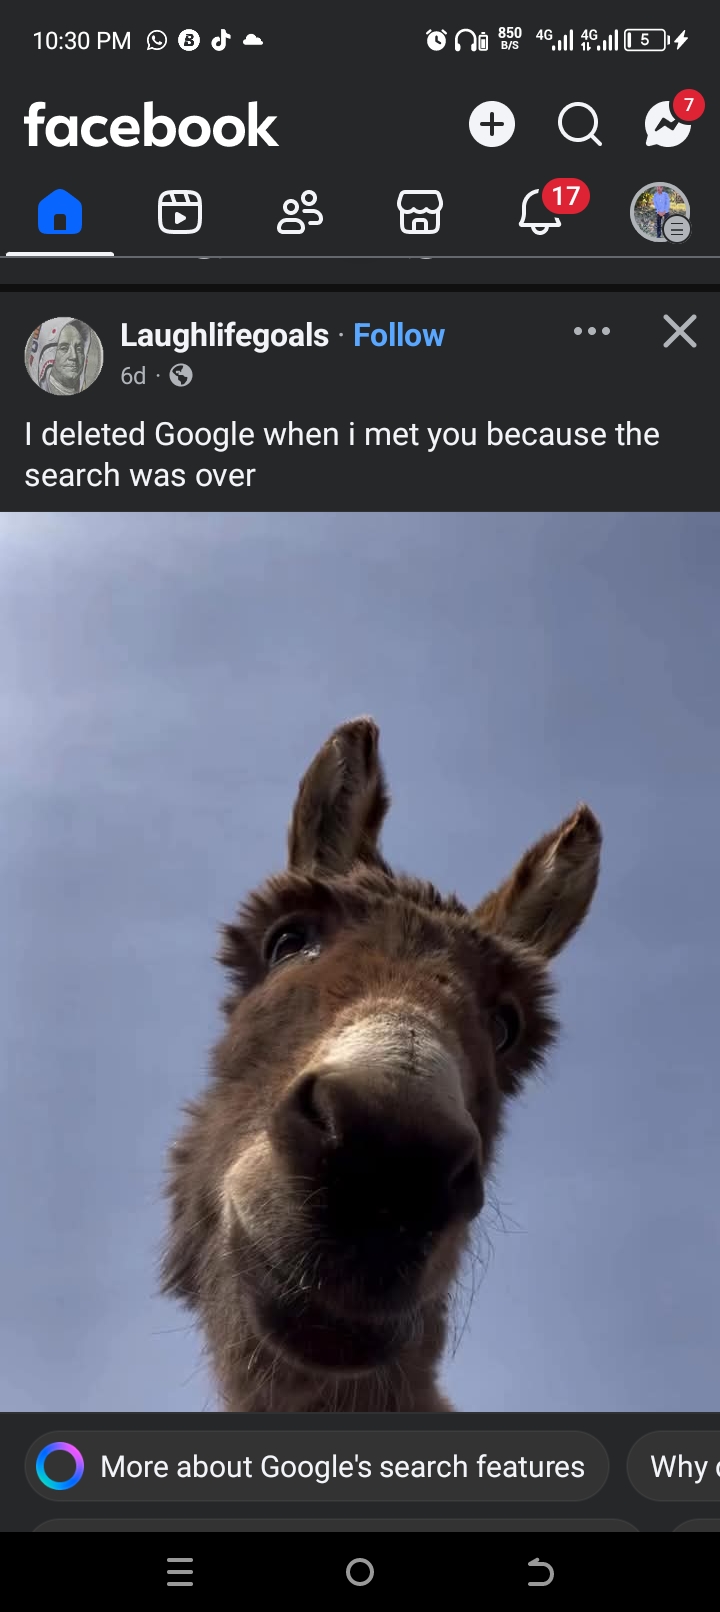 10:30 PM
850
B/S
4G
4G
5
facebook
7
17
Laughlifegoals · Follow
6d ·
I deleted Google when i met you because the
search was over
More about Google's search features
Why